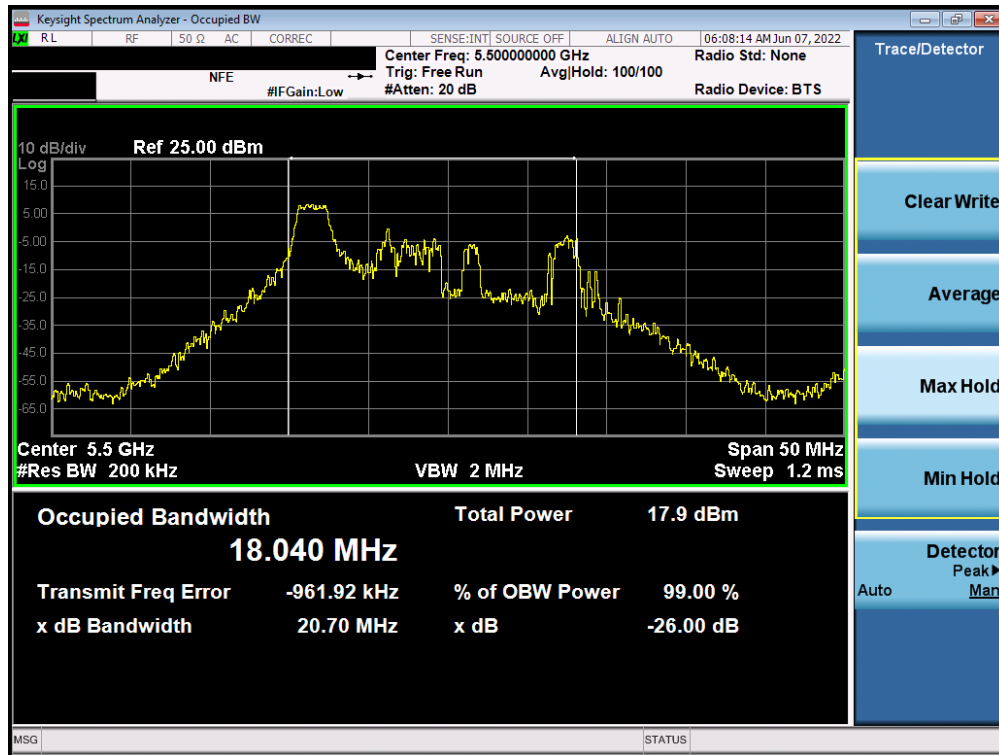 Keysight Spectrum Analyzer - Occupied BW
LXI RL RF 50 Ω AC CORREC SENSE:INT SOURCE OFF ALIGN AUTO 06:08:14 AM Jun 07, 2022
Center Freq: 5.500000000 GHz Radio Std: None
NFE Trig: Free Run Avg|Hold: 100/100
#IFGain:Low #Atten: 20 dB Radio Device: BTS
10 dB/div Ref 25.00 dBm
Log
15.0
5.00
-5.00
-15.0
-25.0
-35.0
-45.0
-55.0
-65.0
Center 5.5 GHz Span 50 MHz
#Res BW 200 kHz VBW 2 MHz Sweep 1.2 ms
Occupied Bandwidth Total Power 17.9 dBm
18.040 MHz
Transmit Freq Error -961.92 kHz % of OBW Power 99.00 %
x dB Bandwidth 20.70 MHz x dB -26.00 dB
MSG STATUS
Trace/Detector
Clear Write
Average
Max Hold
Min Hold
Detector
Peak▶
Auto Man